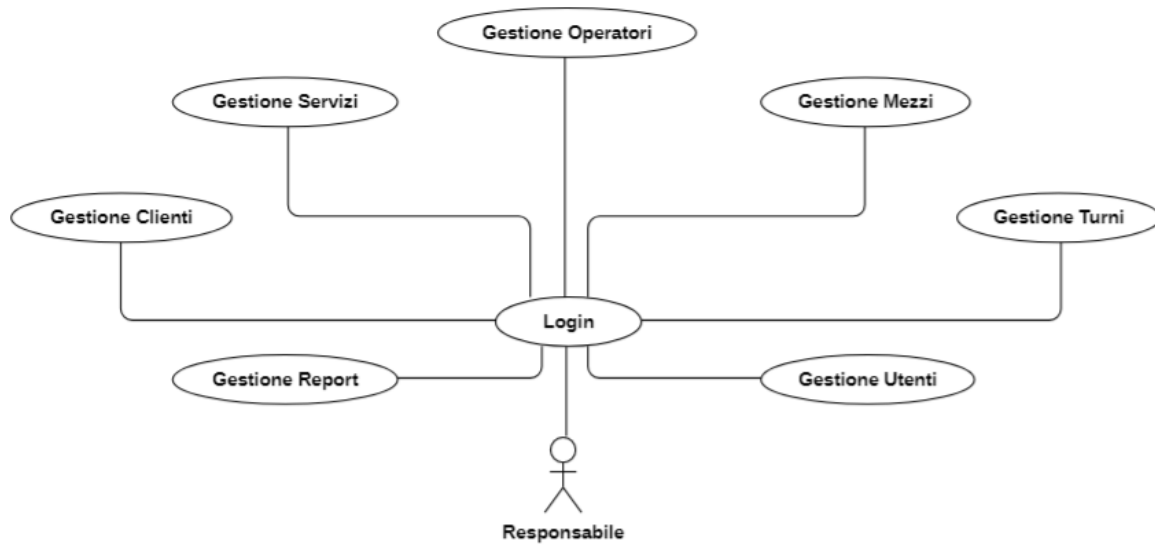 Gestione Operatori
Gestione Servizi
Gestione Mezzi
Gestione Clienti
Gestione Turni
Login
Gestione Report
Gestione Utenti
Responsabile